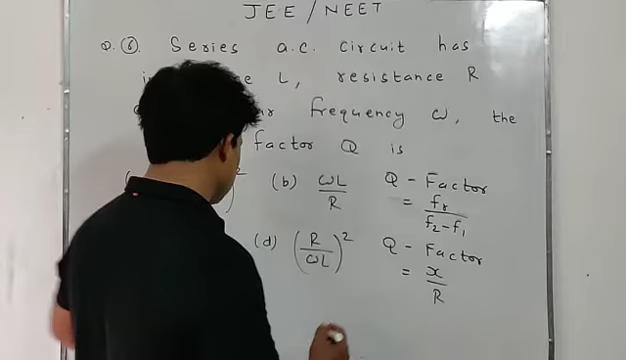 JEE / NEET
Q. 6. Series a.c. circuit has
L, resistance R
frequency ω, the
factor Q is
)² (b) ωL/R Q - Factor
= fr/(f₂-f₁)
(d) (R/ωL)² Q - Factor
= x/R